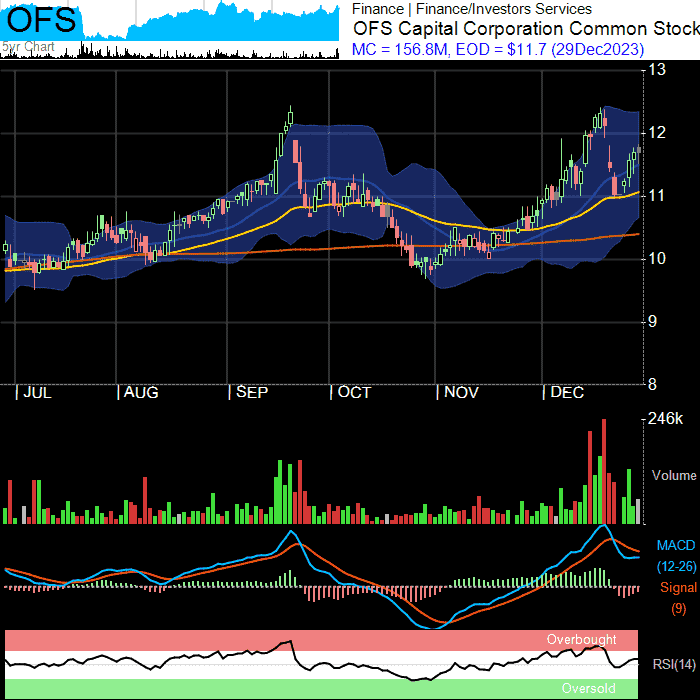 OFS
5yr Chart
Finance | Finance/Investors Services
OFS Capital Corporation Common Stock
MC = 156.8M, EOD = $11.7 (29Dec2023)
13
12
11
10
9
8
JUL AUG SEP OCT NOV DEC
246k
Volume
MACD
(12-26)
Signal
(9)
Overbought
RSI(14)
Oversold